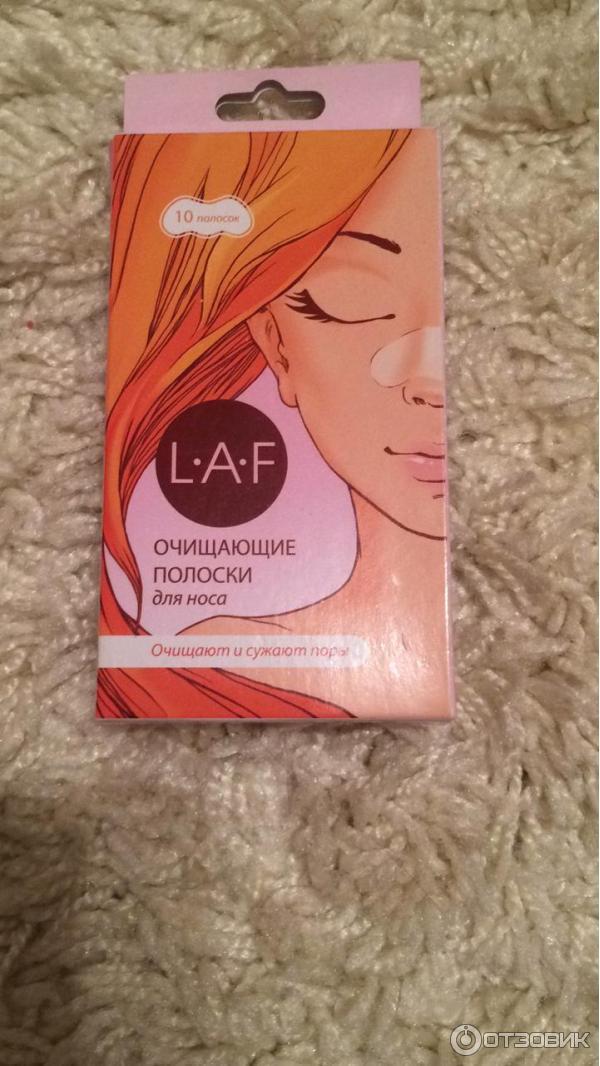 10 полосок
L·A·F
ОЧИЩАЮЩИЕ
ПОЛОСКИ
для носа
Очищают и сужают поры
ОТЗОВИК